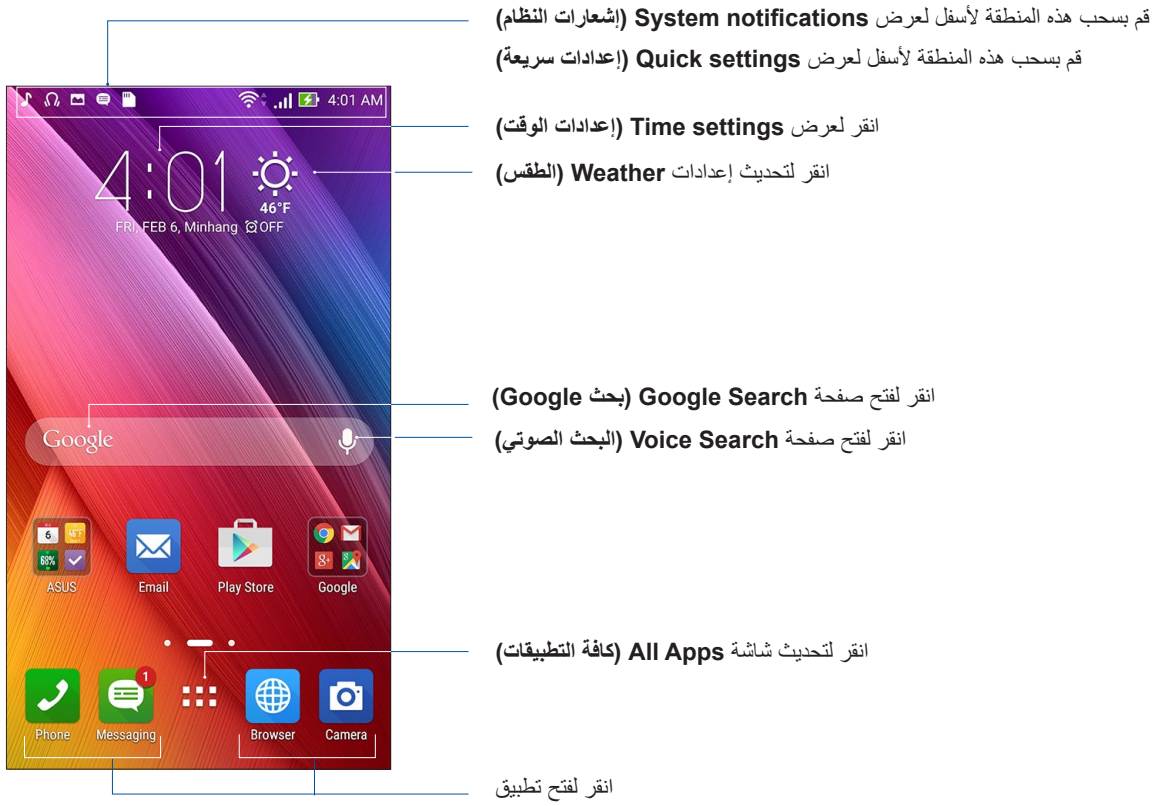 قم بسحب هذه المنطقة لأسفل لعرض System notifications (إشعارات النظام)
قم بسحب هذه المنطقة لأسفل لعرض Quick settings (إعدادات سريعة)
4:01 AM
انقر لعرض Time settings (إعدادات الوقت)
4:01
انقر لتحديث إعدادات Weather (الطقس)
46°F
FRI, FEB 6, Minhang OFF
انقر لفتح صفحة Google Search (بحث Google)
Google
انقر لفتح صفحة Voice Search (البحث الصوتي)
6 46°F
68% 8+
ASUS Email Play Store Google
انقر لتحديث شاشة All Apps (كافة التطبيقات)
1
Phone Messaging Browser Camera
انقر لفتح تطبيق